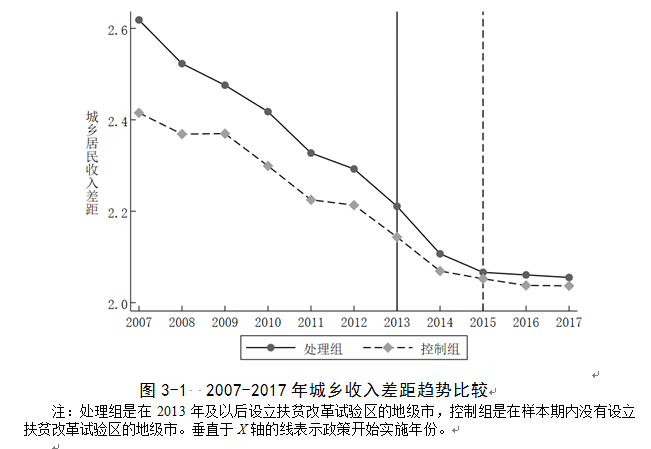 2.6
2.4
2.2
2.0
城乡居民收入差距
2007 2008 2009 2010 2011 2012 2013 2014 2015 2016 2017
处理组 控制组
图 3-1 2007-2017 年城乡收入差距趋势比较
注：处理组是在 2013 年及以后设立扶贫改革试验区的地级市，控制组是在样本期内没有设立
扶贫改革试验区的地级市。垂直于 X 轴的线表示政策开始实施年份。